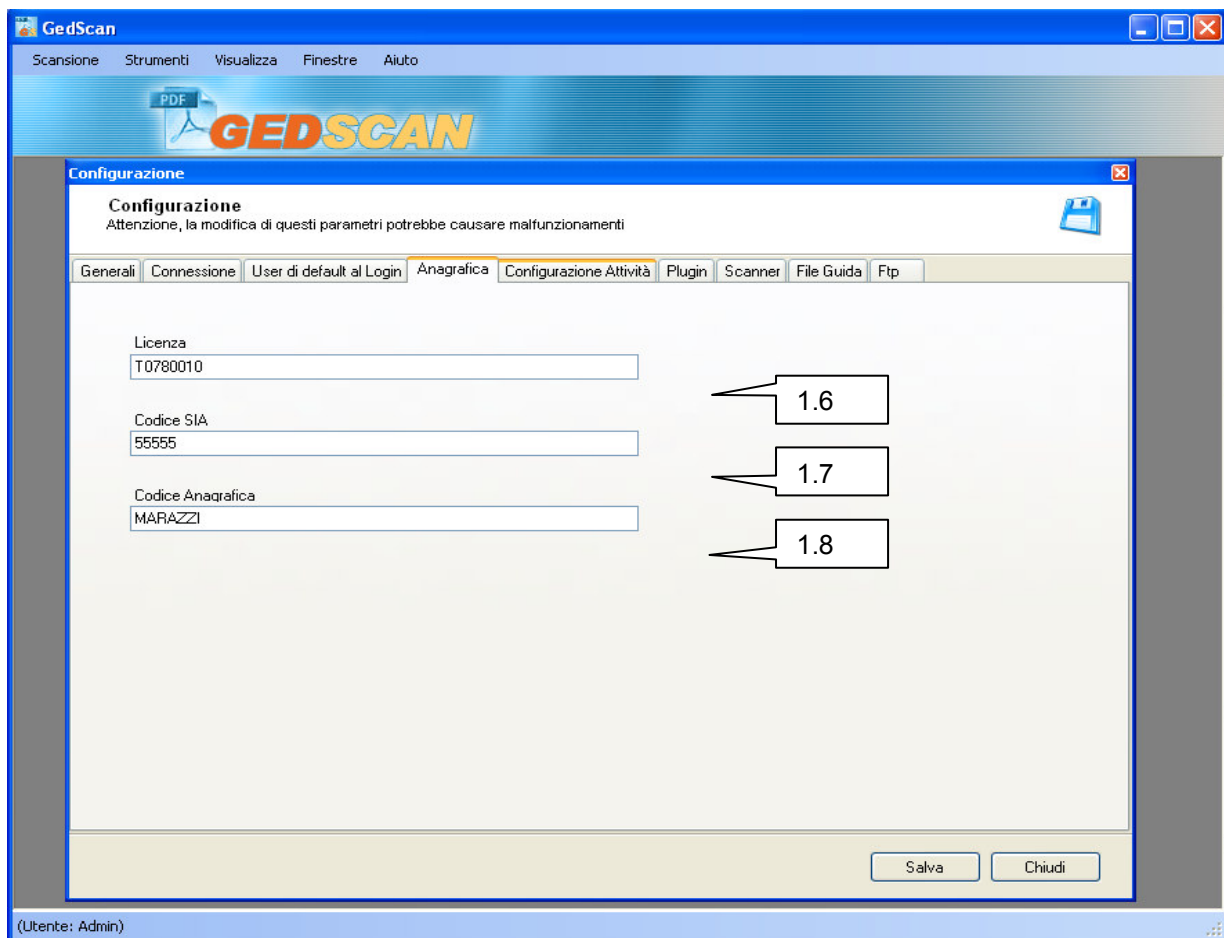 GedScan
Scansione Strumenti Visualizza Finestre Aiuto
PDF
GEDSCAN
Configurazione
Configurazione
Attenzione, la modifica di questi parametri potrebbe causare malfunzionamenti
Generali Connessione User di default al Login Anagrafica Configurazione Attività Plugin Scanner File Guida Ftp
Licenza
T0780010
1.6
Codice SIA
55555
1.7
Codice Anagrafica
MARAZZI
1.8
Salva Chiudi
(Utente: Admin)